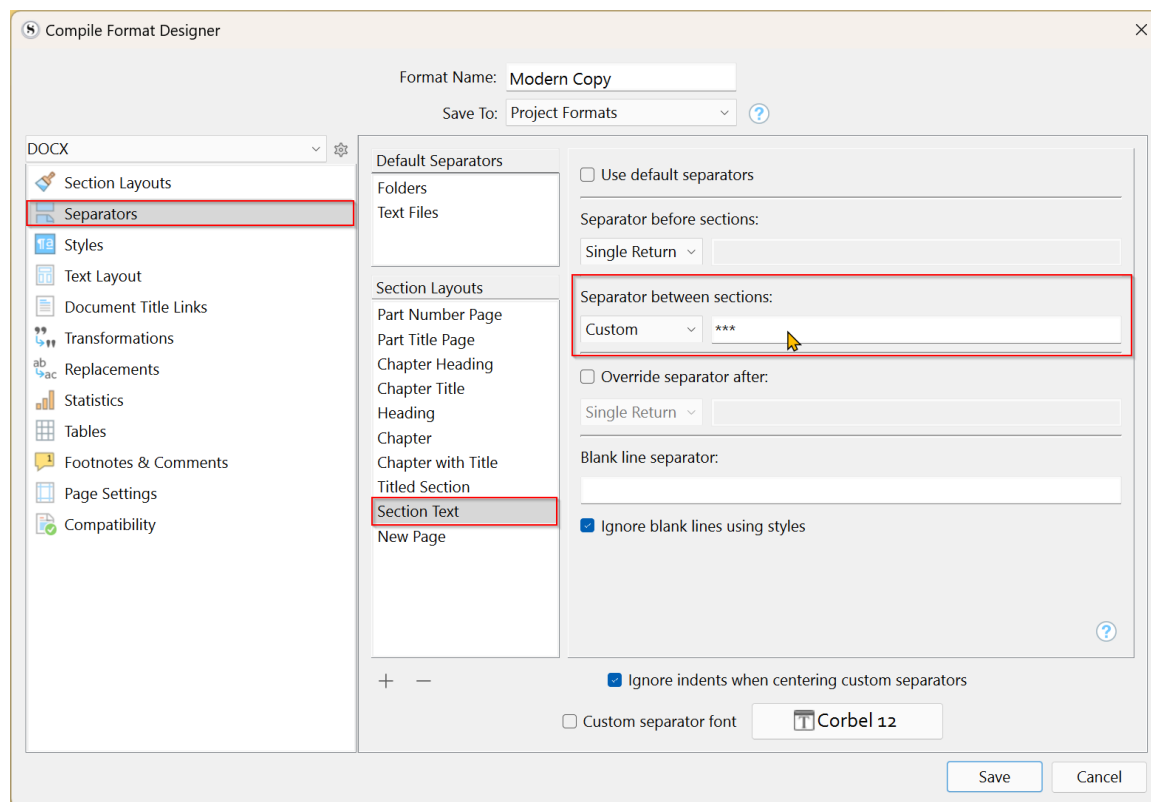 Compile Format Designer
Format Name: Modern Copy
Save To: Project Formats
DOCX
Section Layouts
Separators
Styles
Text Layout
Document Title Links
Transformations
Replacements
Statistics
Tables
Footnotes & Comments
Page Settings
Compatibility
Default Separators
Folders
Text Files
Section Layouts
Part Number Page
Part Title Page
Chapter Heading
Chapter Title
Heading
Chapter
Chapter with Title
Titled Section
Section Text
New Page
Use default separators
Separator before sections:
Single Return
Separator between sections:
Custom ***
Override separator after:
Single Return
Blank line separator:
Ignore blank lines using styles
?
Ignore indents when centering custom separators
Custom separator font Corbel 12
Save Cancel